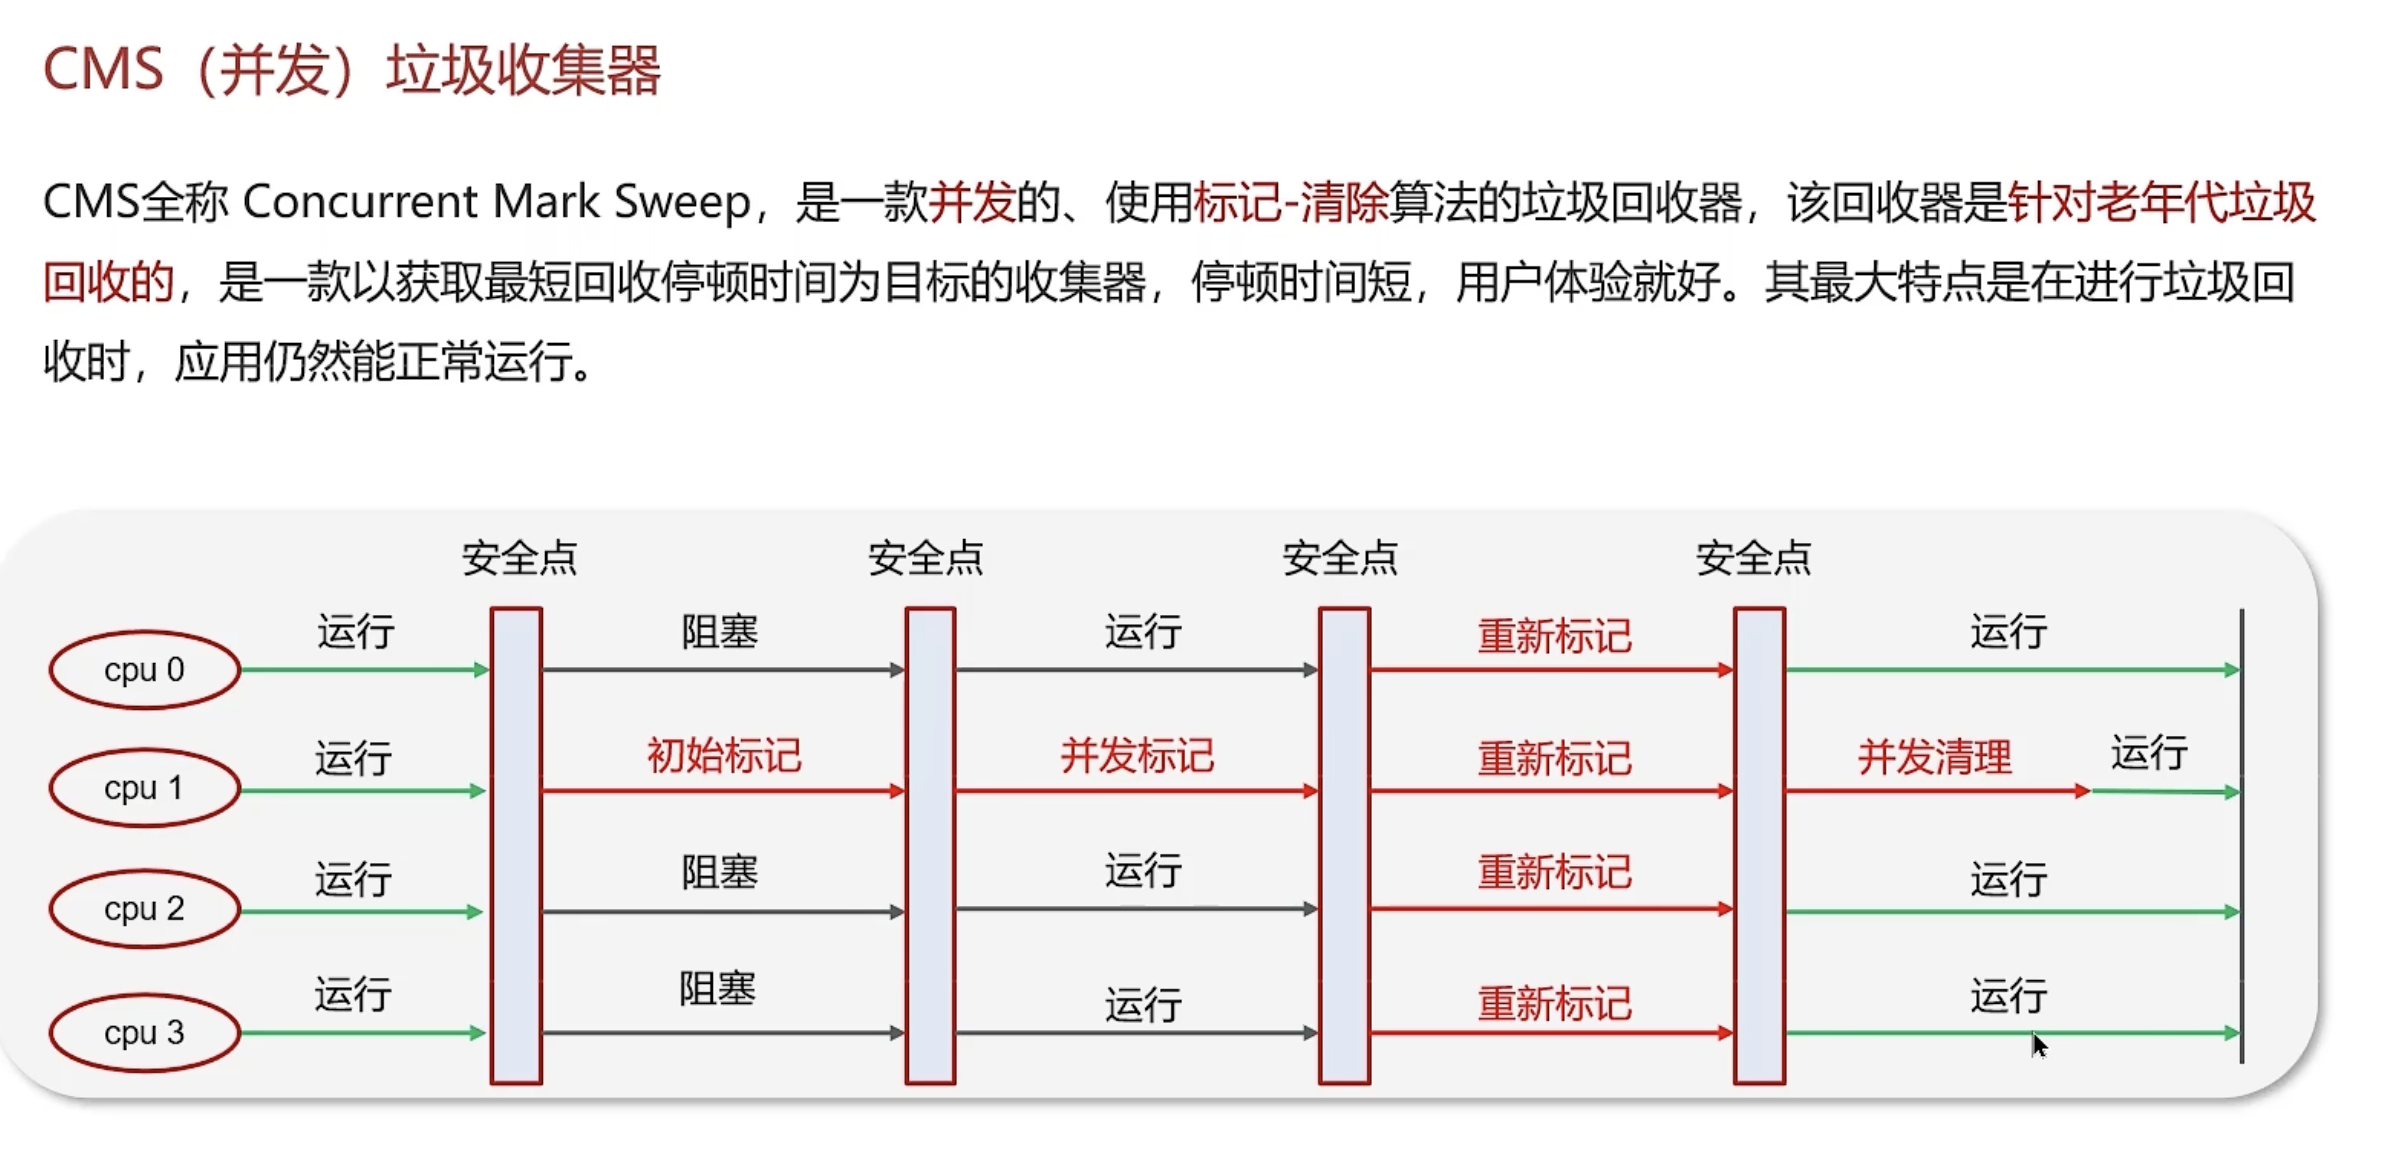 CMS（并发）垃圾收集器
CMS全称 Concurrent Mark Sweep，是一款并发的、使用标记-清除算法的垃圾回收器，该回收器是针对老年代垃圾
回收的，是一款以获取最短回收停顿时间为目标的收集器，停顿时间短，用户体验就好。其最大特点是在进行垃圾回
收时，应用仍然能正常运行。
安全点 安全点 安全点 安全点
运行 阻塞 运行 重新标记 运行
cpu 0
运行 初始标记 并发标记 重新标记 并发清理 运行
cpu 1
运行 阻塞 运行 重新标记 运行
cpu 2
运行 阻塞 运行 重新标记 运行
cpu 3